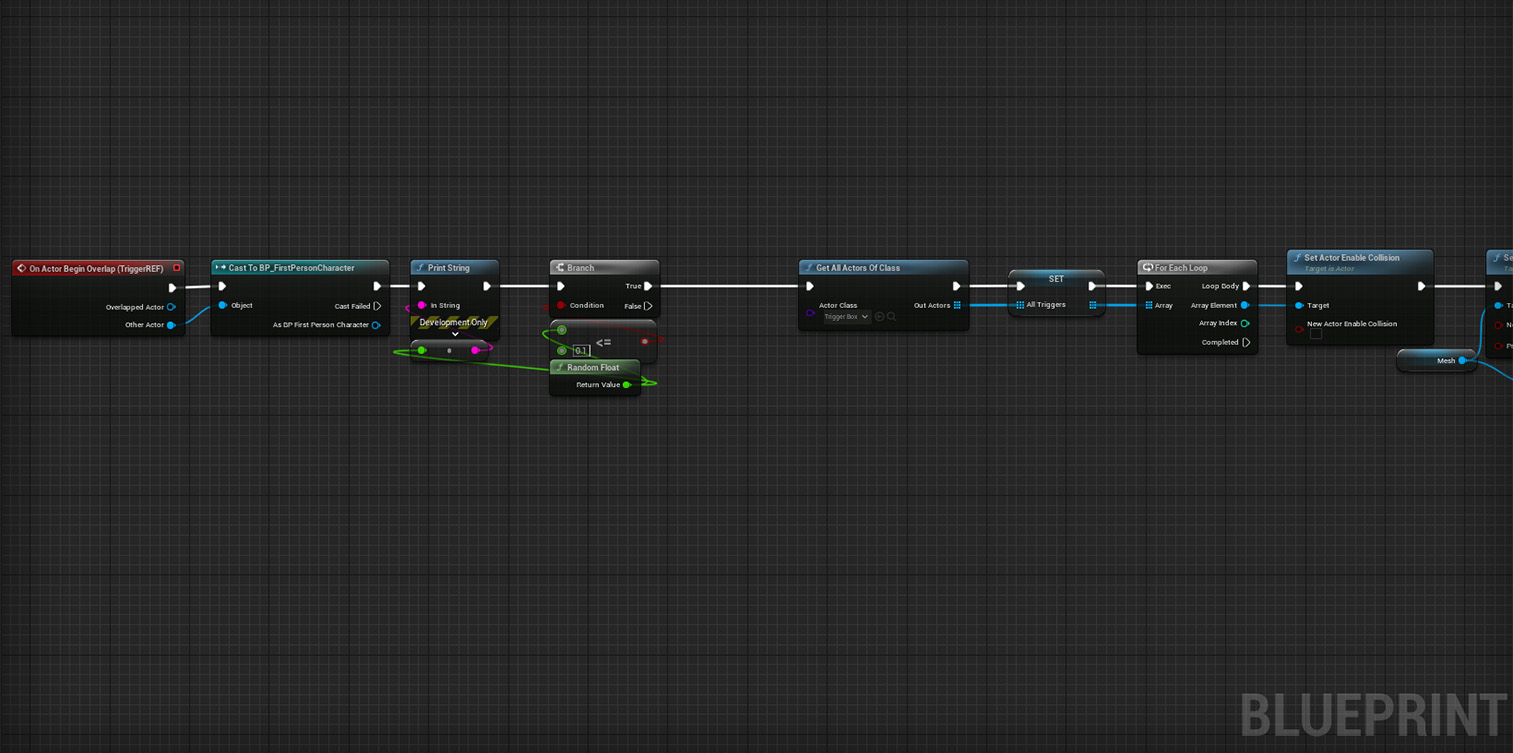 On Actor Begin Overlap (TriggerREF)
Overlapped Actor
Other Actor
Cast To BP_FirstPersonCharacter
Object
Cast Failed
As BP First Person Character
Print String
In String
Development Only
Branch
True
Condition
False
<=
0.1
Random Float
Return Value
Get All Actors Of Class
Actor Class
Out Actors
Trigger Box
SET
All Triggers
For Each Loop
Exec
Loop Body
Array
Array Element
Array Index
Completed
Set Actor Enable Collision
Target is Actor
Target
New Actor Enable Collision
Mesh
BLUEPRINT